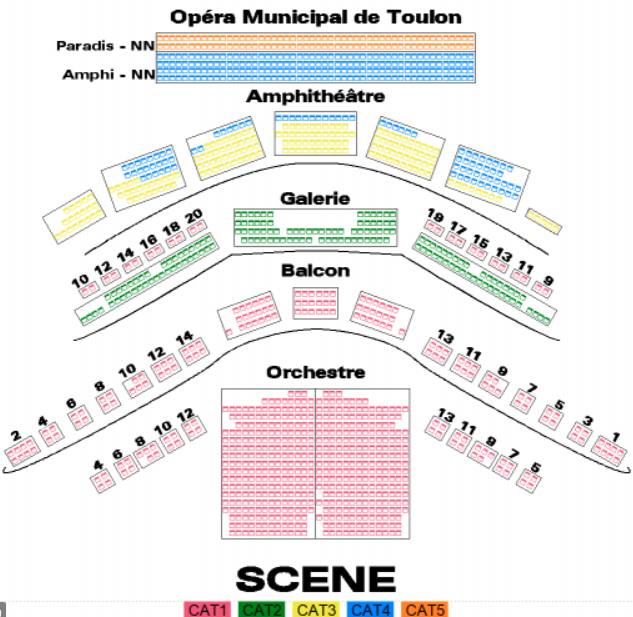 Opéra Municipal de Toulon
Paradis - NN
Amphi - NN
Amphithéâtre
Galerie
10 12 14 16 18 20
19 17 15 13 11 9
Balcon
2 4 6 8 10 12 14
13 11 9 7 5 3 1
Orchestre
4 6 8 10 12
13 11 9 7 5
SCENE
CAT1 CAT2 CAT3 CAT4 CAT5